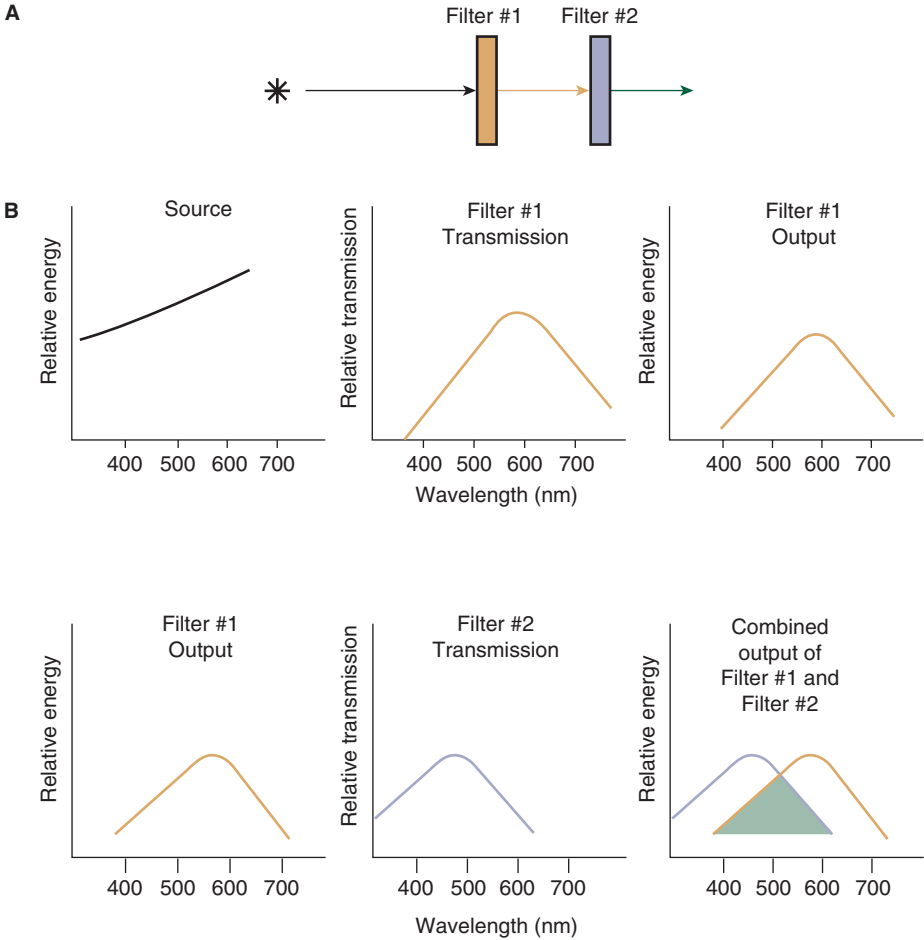 A
Filter #1
Filter #2
B
Source
Relative energy
400 500 600 700
Filter #1
Transmission
Relative transmission
400 500 600 700
Wavelength (nm)
Filter #1
Output
Relative energy
400 500 600 700
Filter #1
Output
Relative energy
400 500 600 700
Filter #2
Transmission
Relative transmission
400 500 600 700
Wavelength (nm)
Combined
output of
Filter #1 and
Filter #2
Relative energy
400 500 600 700